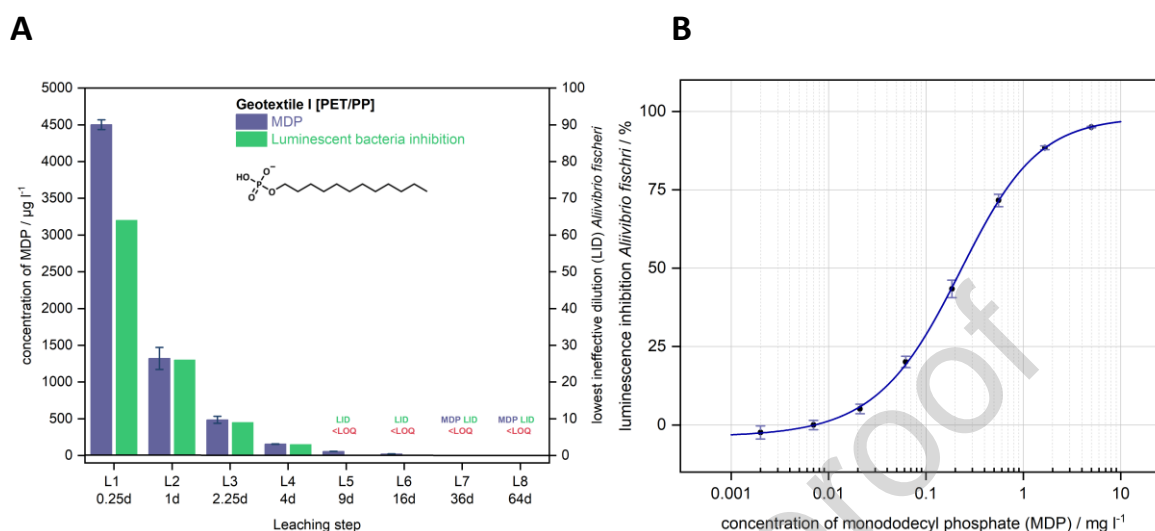 A
B
Geotextile I [PET/PP]
MDP
Luminescent bacteria inhibition
HO
O
−
P
O
O
concentration of MDP / µg l⁻¹
5000
4500
4000
3500
3000
2500
2000
1500
1000
500
0
100
90
80
70
60
50
40
30
20
10
0
lowest ineffective dilution (LID) Aliivibrio fischeri
LID
<LOQ
LID
<LOQ
MDP LID
<LOQ
MDP LID
<LOQ
L1 L2 L3 L4 L5 L6 L7 L8
0.25d 1d 2.25d 4d 9d 16d 36d 64d
Leaching step
luminescence inhibition Aliivibrio fischri / %
100
75
50
25
0
0.001 0.01 0.1 1 10
concentration of monododecyl phosphate (MDP) / mg l⁻¹
proof